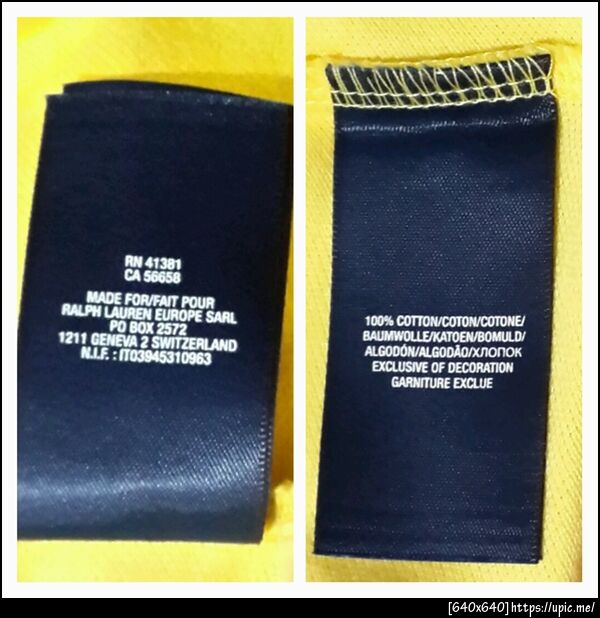 RN 41381
CA 56658
MADE FOR/FAIT POUR
RALPH LAUREN EUROPE SARL
PO BOX 2572
1211 GENEVA 2 SWITZERLAND
N.I.F. : IT03945310963
100% COTTON/COTON/COTONE/
BAUMWOLLE/KATOEN/BOMULD/
ALGODÓN/ALGODÃO/ХЛОПОК
EXCLUSIVE OF DECORATION
GARNITURE EXCLUE
[640x640]https://upic.me/